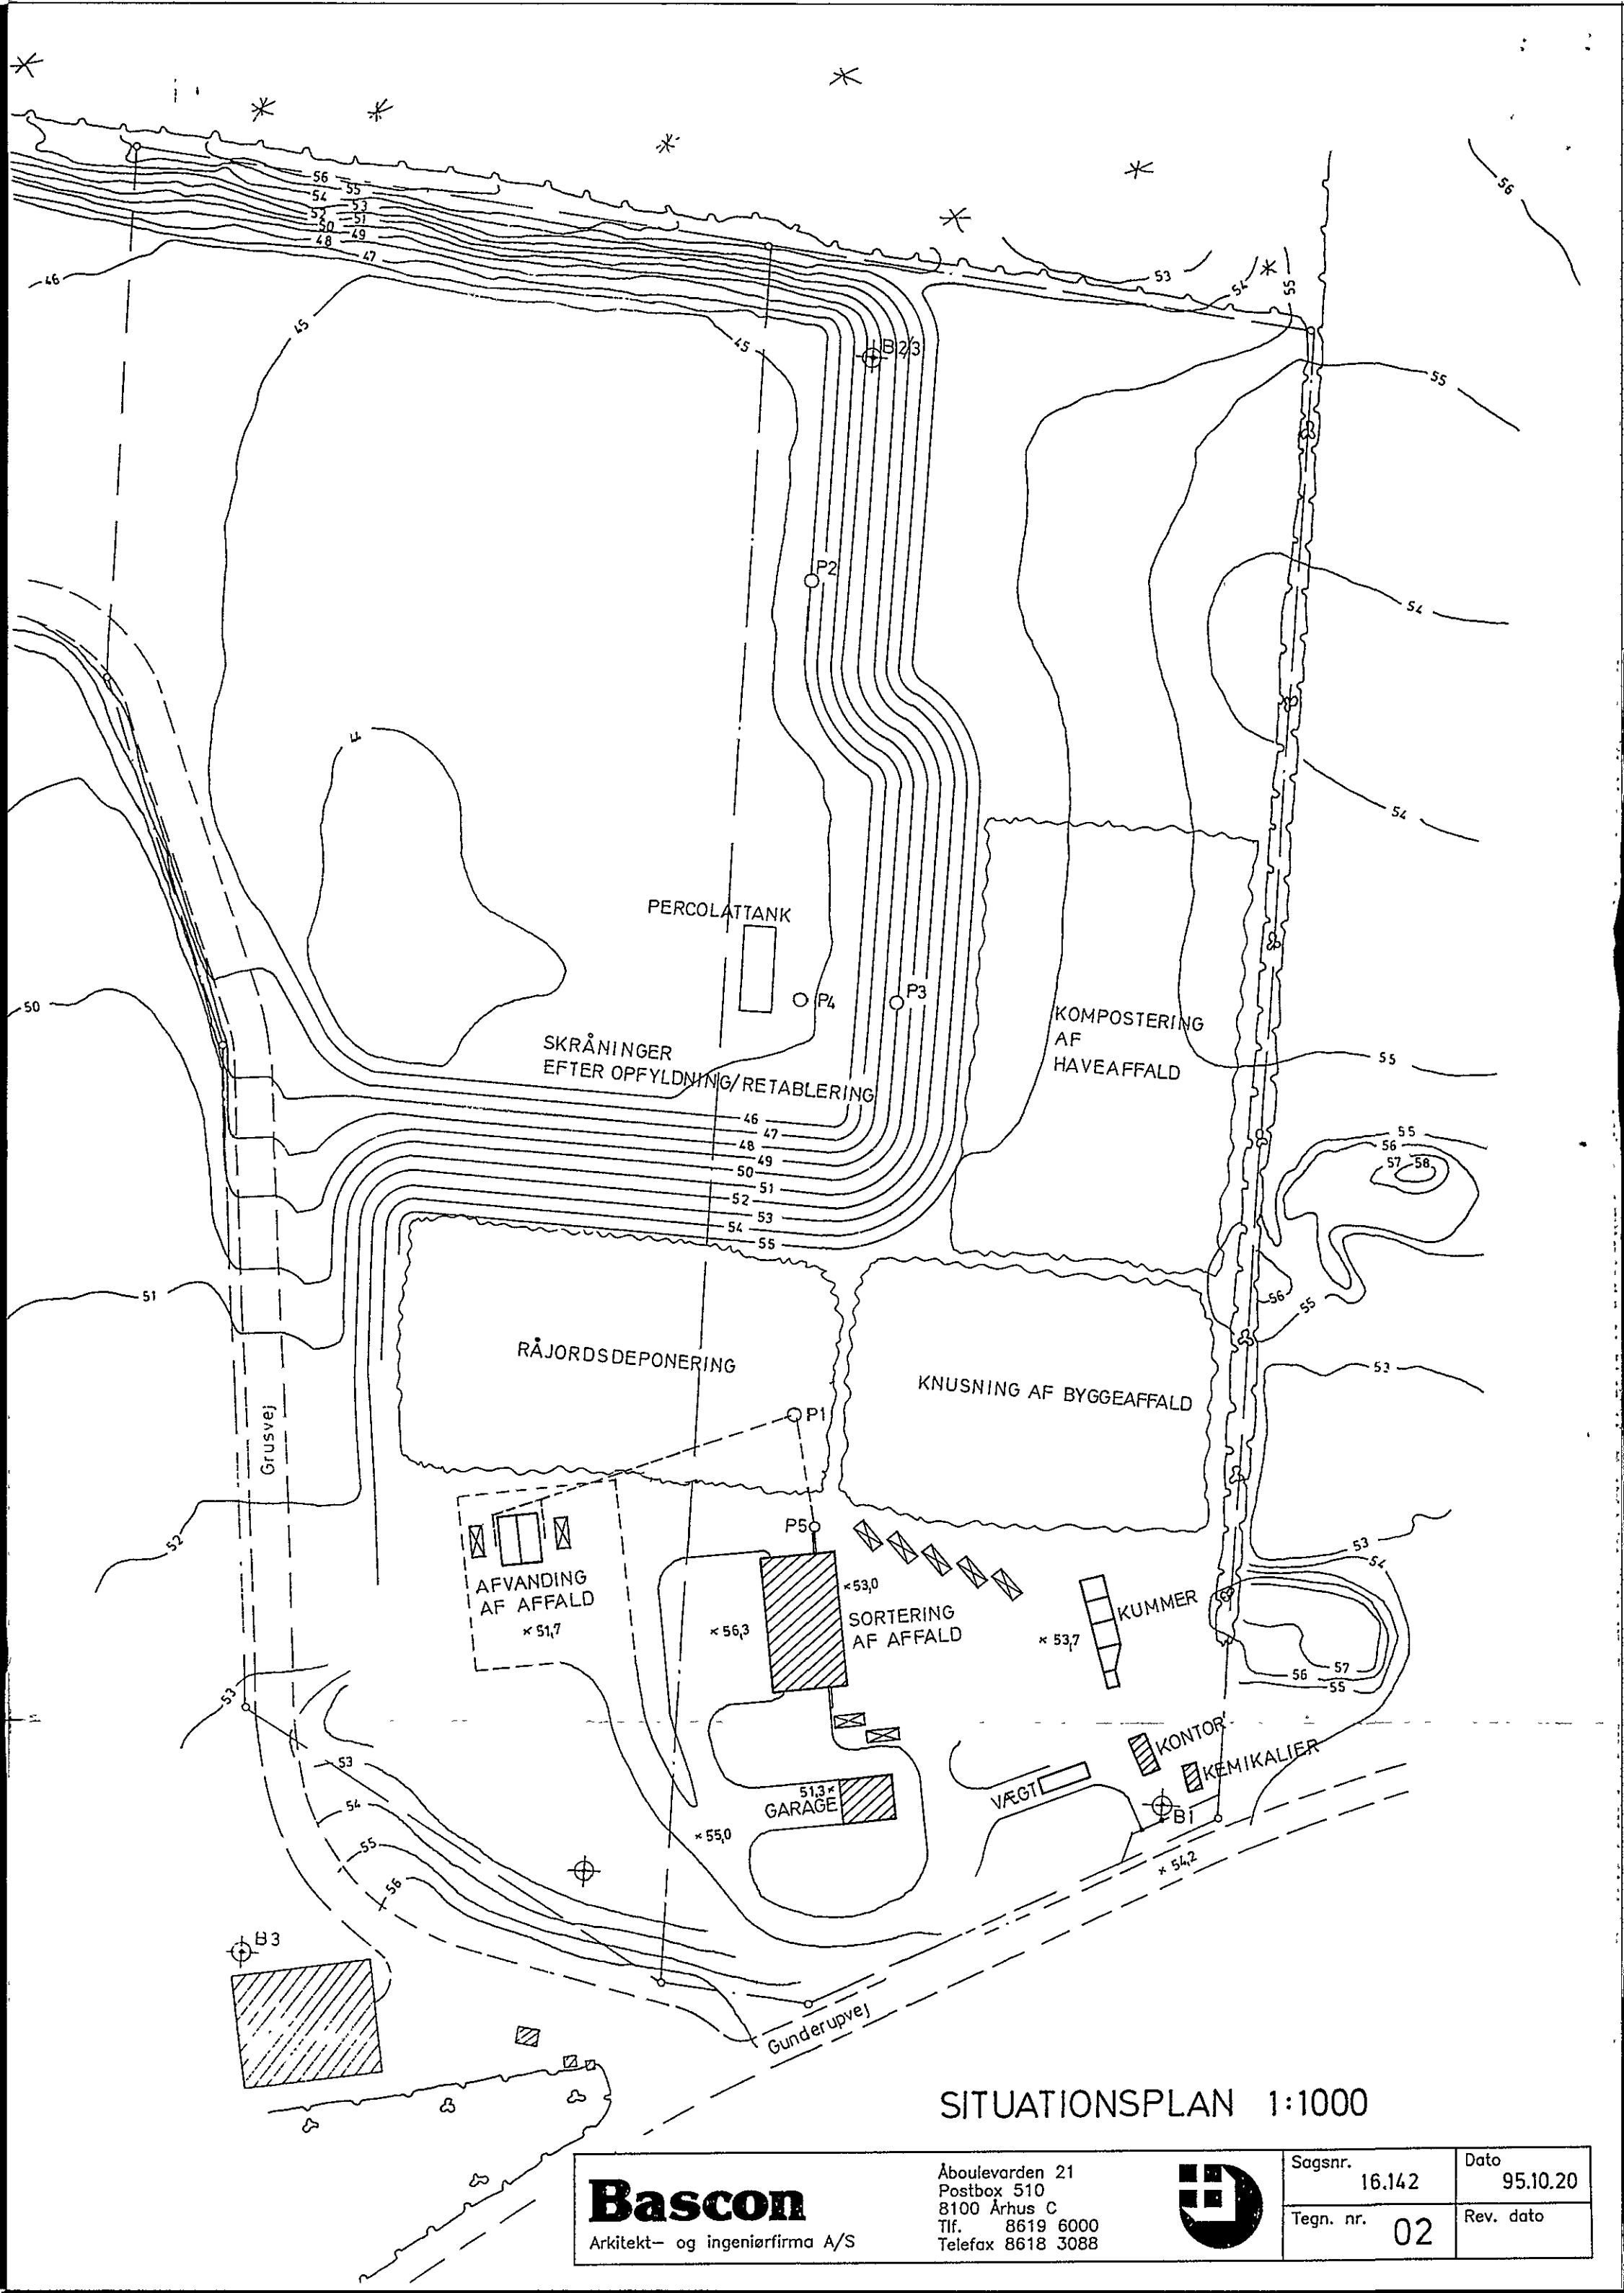 56
56
55
54
53
52
51
50
49
48
47
46
53
54
55
45
45
B 2/3
55
P2
54
54
PERCOLATTANK
P4
P3
50
KOMPOSTERING
AF
HAVEAFFALD
SKRÅNINGER
EFTER OPFYLDNING/RETABLERING
55
46
47
48
49
50
51
52
53
54
55
55
56
57
58
56
55
51
RÅJORDSDEPONERING
KNUSNING AF BYGGEAFFALD
53
Grusvej
P1
52
P5
53
54
AFVANDING
AF AFFALD
× 51,7
× 53,0
SORTERING
AF AFFALD
× 56,3
× 53,7
KUMMER
56
57
55
53
KONTOR
KEMIKALIER
53
VÆGT
51,3 ×
GARAGE
B1
54
× 55,0
55
× 54,2
56
B3
Gunderupvej
SITUATIONSPLAN 1:1000
Bascon
Arkitekt– og ingeniørfirma A/S
Åboulevarden 21
Postbox 510
8100 Århus C
Tlf. 8619 6000
Telefax 8618 3088
Sagsnr.
16.142
Dato
95.10.20
Tegn. nr.
02
Rev. dato